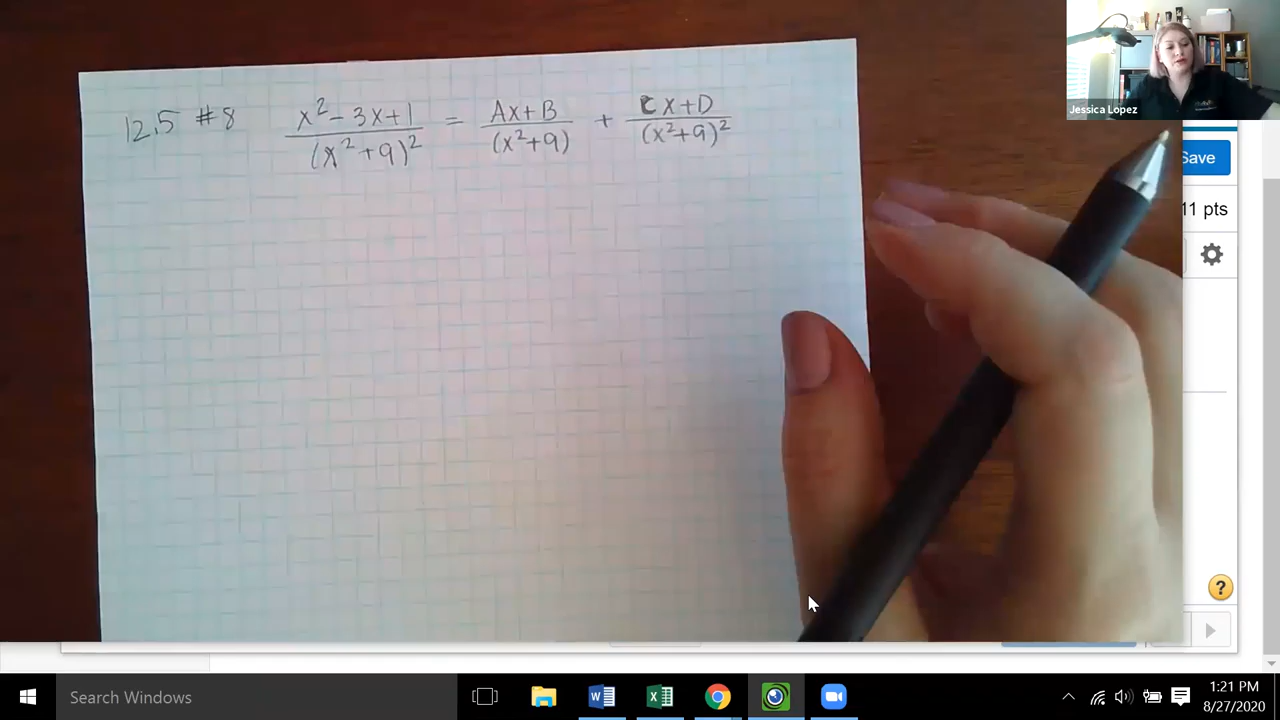 Jessica Lopez
12.5 #8 x² - 3x + 1 / (x² + 9)² = Ax + B / (x² + 9) + Cx + D / (x² + 9)²
Save
11 pts
?
Search Windows
1:21 PM
8/27/2020